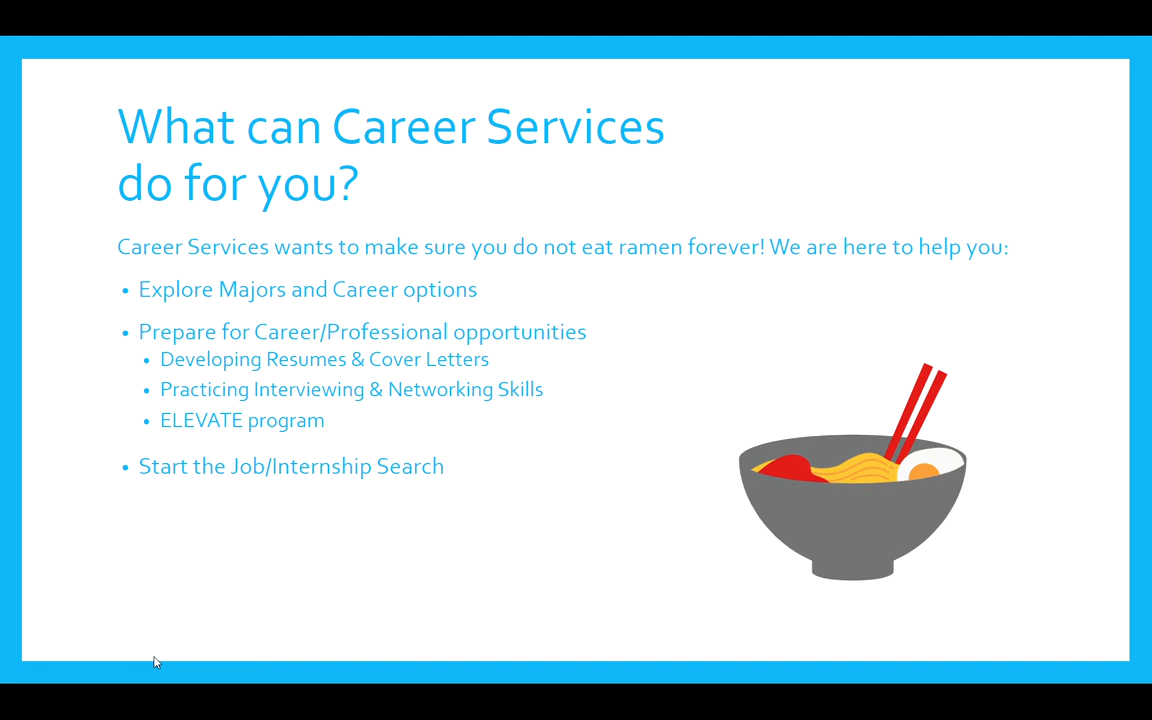 What can Career Services
do for you?
Career Services wants to make sure you do not eat ramen forever! We are here to help you:
• Explore Majors and Career options
• Prepare for Career/Professional opportunities
• Developing Resumes & Cover Letters
• Practicing Interviewing & Networking Skills
• ELEVATE program
• Start the Job/Internship Search